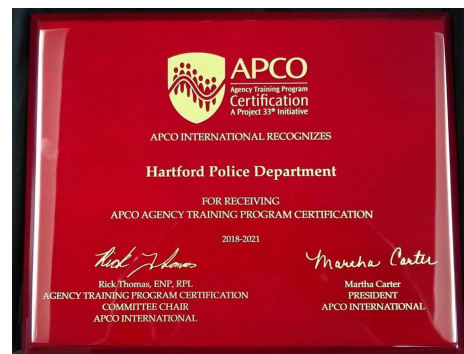 APCO
Agency Training Program
Certification
A Project 33® Initiative
APCO INTERNATIONAL RECOGNIZES
Hartford Police Department
FOR RECEIVING
APCO AGENCY TRAINING PROGRAM CERTIFICATION
2018-2021
Rick Thomas
Rick Thomas, ENP, RPL
AGENCY TRAINING PROGRAM CERTIFICATION
COMMITTEE CHAIR
APCO INTERNATIONAL
Martha Carter
Martha Carter
PRESIDENT
APCO INTERNATIONAL